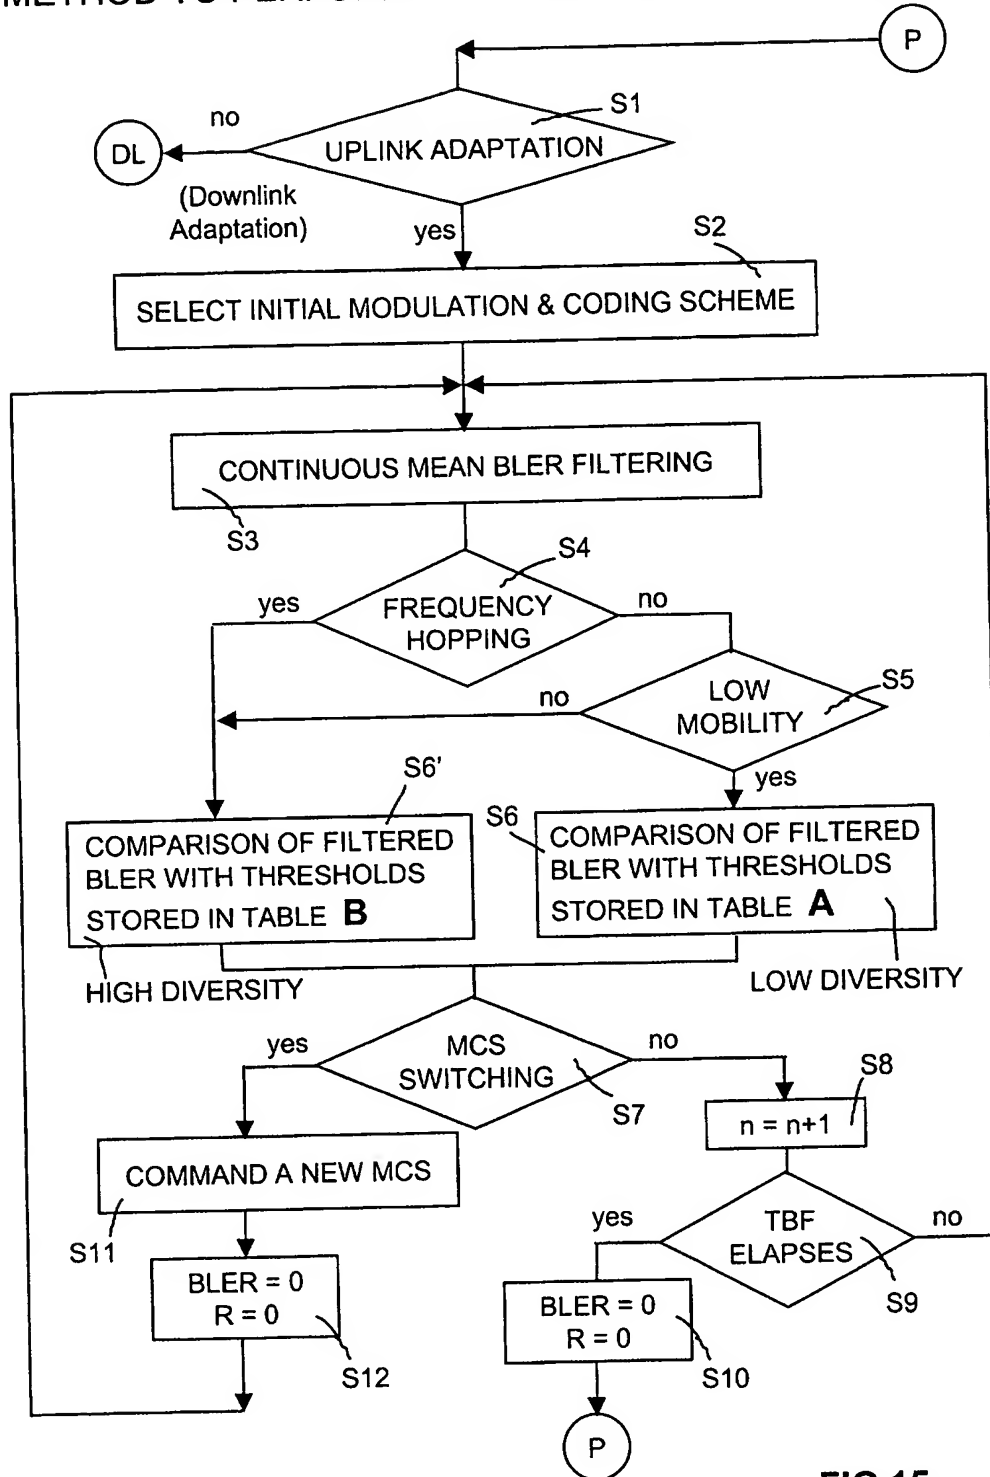 P
S1
no
DL
UPLINK ADAPTATION
(Downlink
Adaptation)
yes
S2
SELECT INITIAL MODULATION & CODING SCHEME
CONTINUOUS MEAN BLER FILTERING
S3
S4
yes
FREQUENCY
HOPPING
no
S5
LOW
MOBILITY
no
yes
S6'
S6
COMPARISON OF FILTERED
BLER WITH THRESHOLDS
STORED IN TABLE B
COMPARISON OF FILTERED
BLER WITH THRESHOLDS
STORED IN TABLE A
HIGH DIVERSITY
LOW DIVERSITY
yes
MCS
SWITCHING
no
S7
S8
n = n+1
COMMAND A NEW MCS
S11
yes
TBF
ELAPSES
no
S9
BLER = 0
R = 0
S12
BLER = 0
R = 0
S10
P